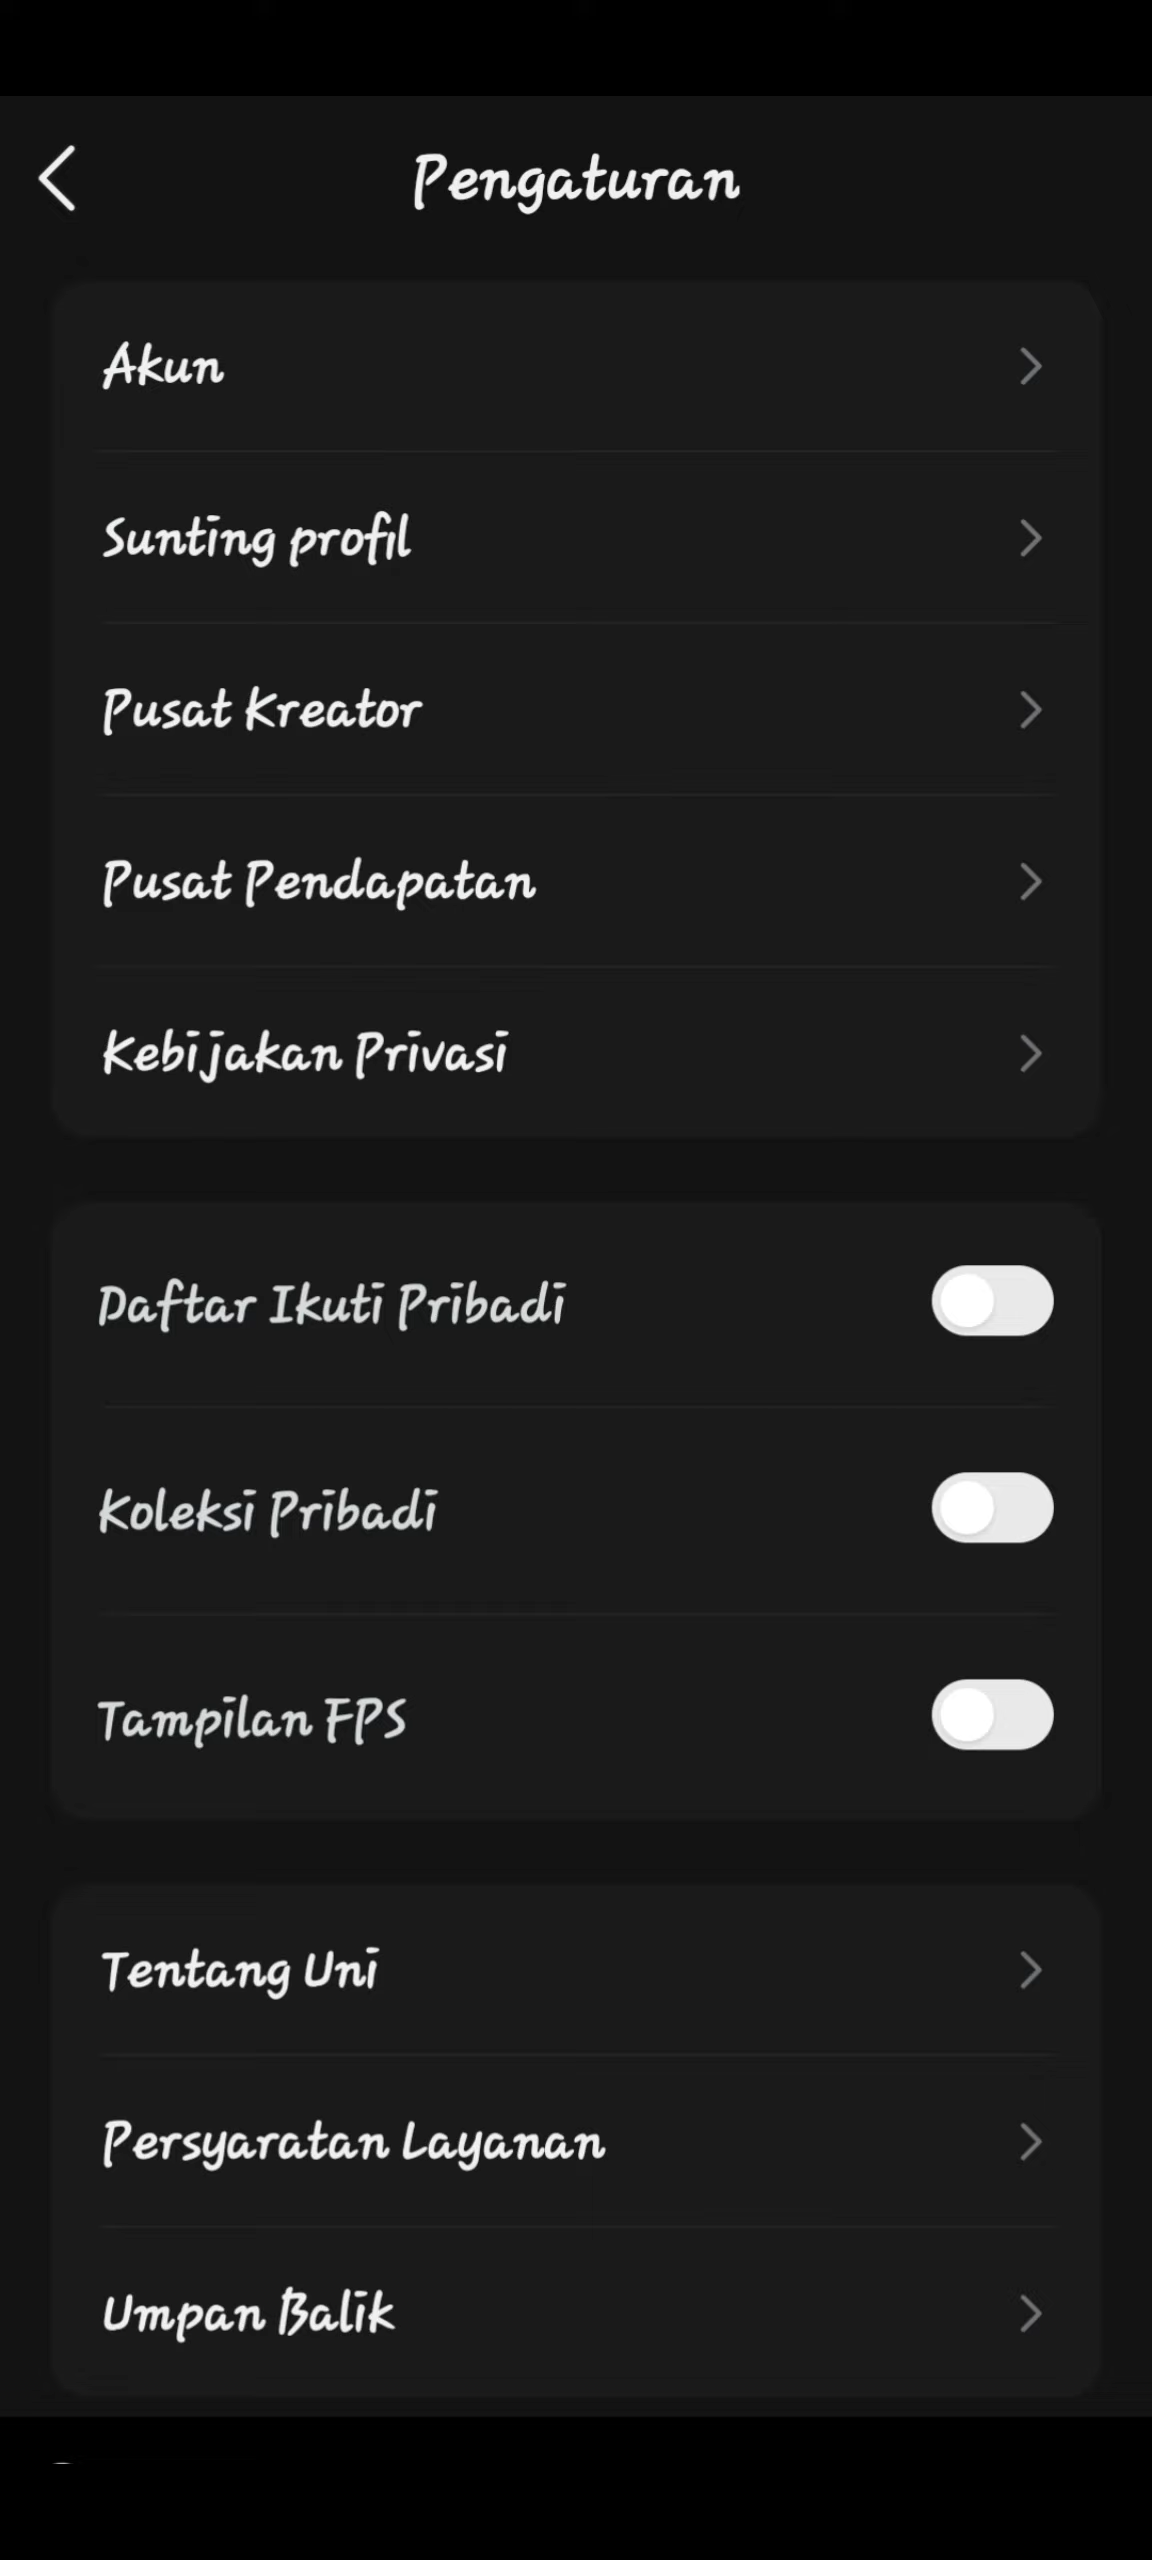 Pengaturan
Akun
Sunting profil
Pusat Kreator
Pusat Pendapatan
Kebijakan Privasi
Daftar Ikuti Pribadi
Koleksi Pribadi
Tampilan FPS
Tentang Uni
Persyaratan Layanan
Umpan Balik